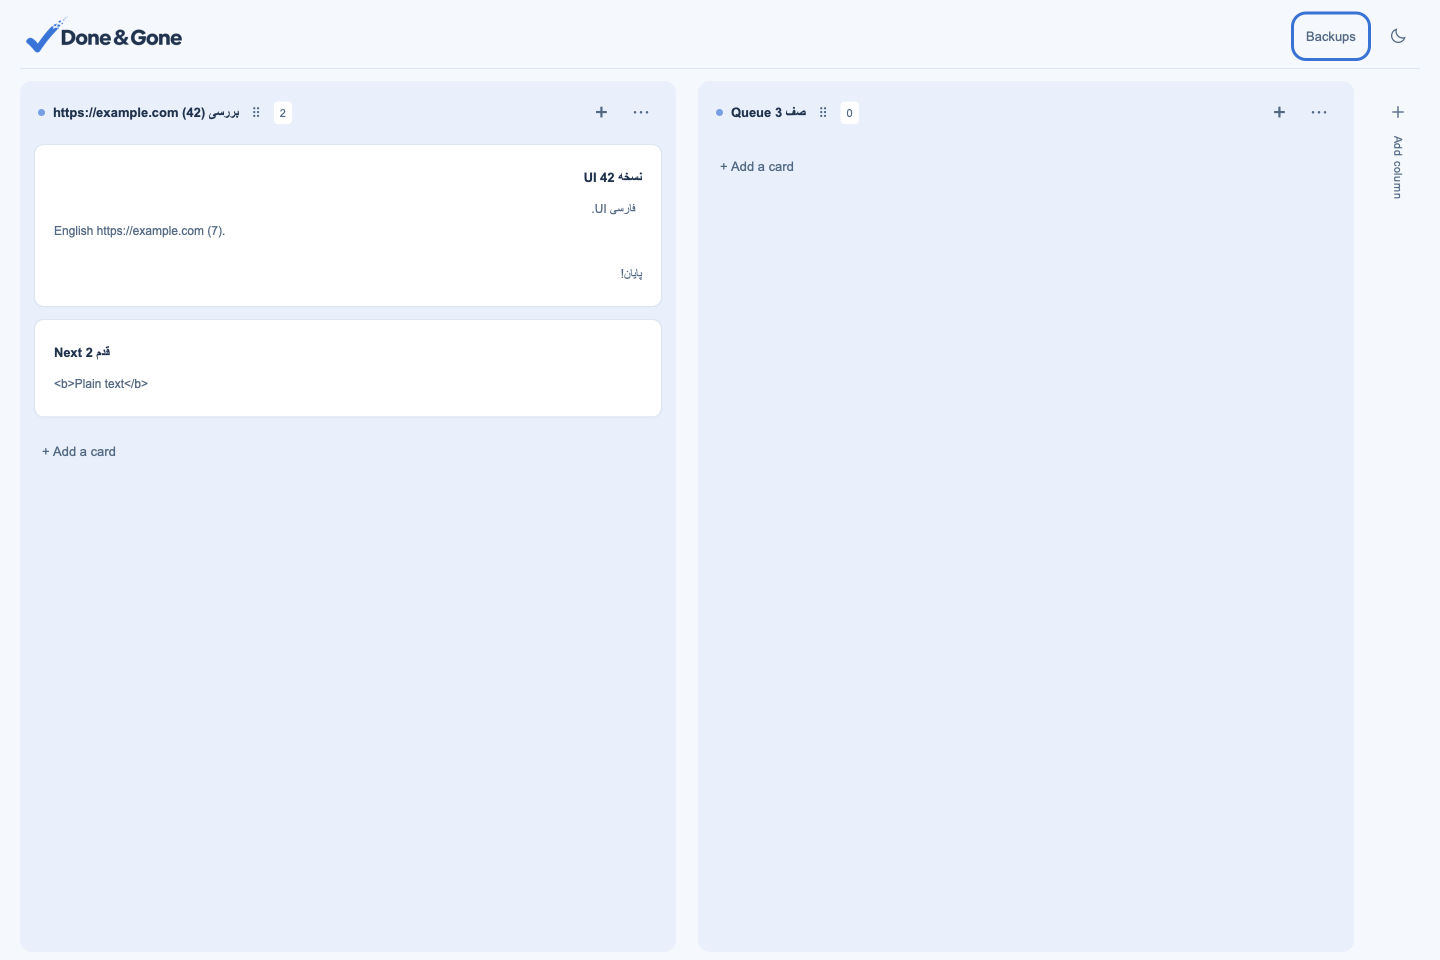 Done & Gone
Backups
بررسی (42) https://example.com
2
نسخه 42 UI
فارسی UI.
English https://example.com (7).
پایان!
Next 2 قدم
<b>Plain text</b>
+ Add a card
Queue 3 صف
0
+ Add a card
Add column